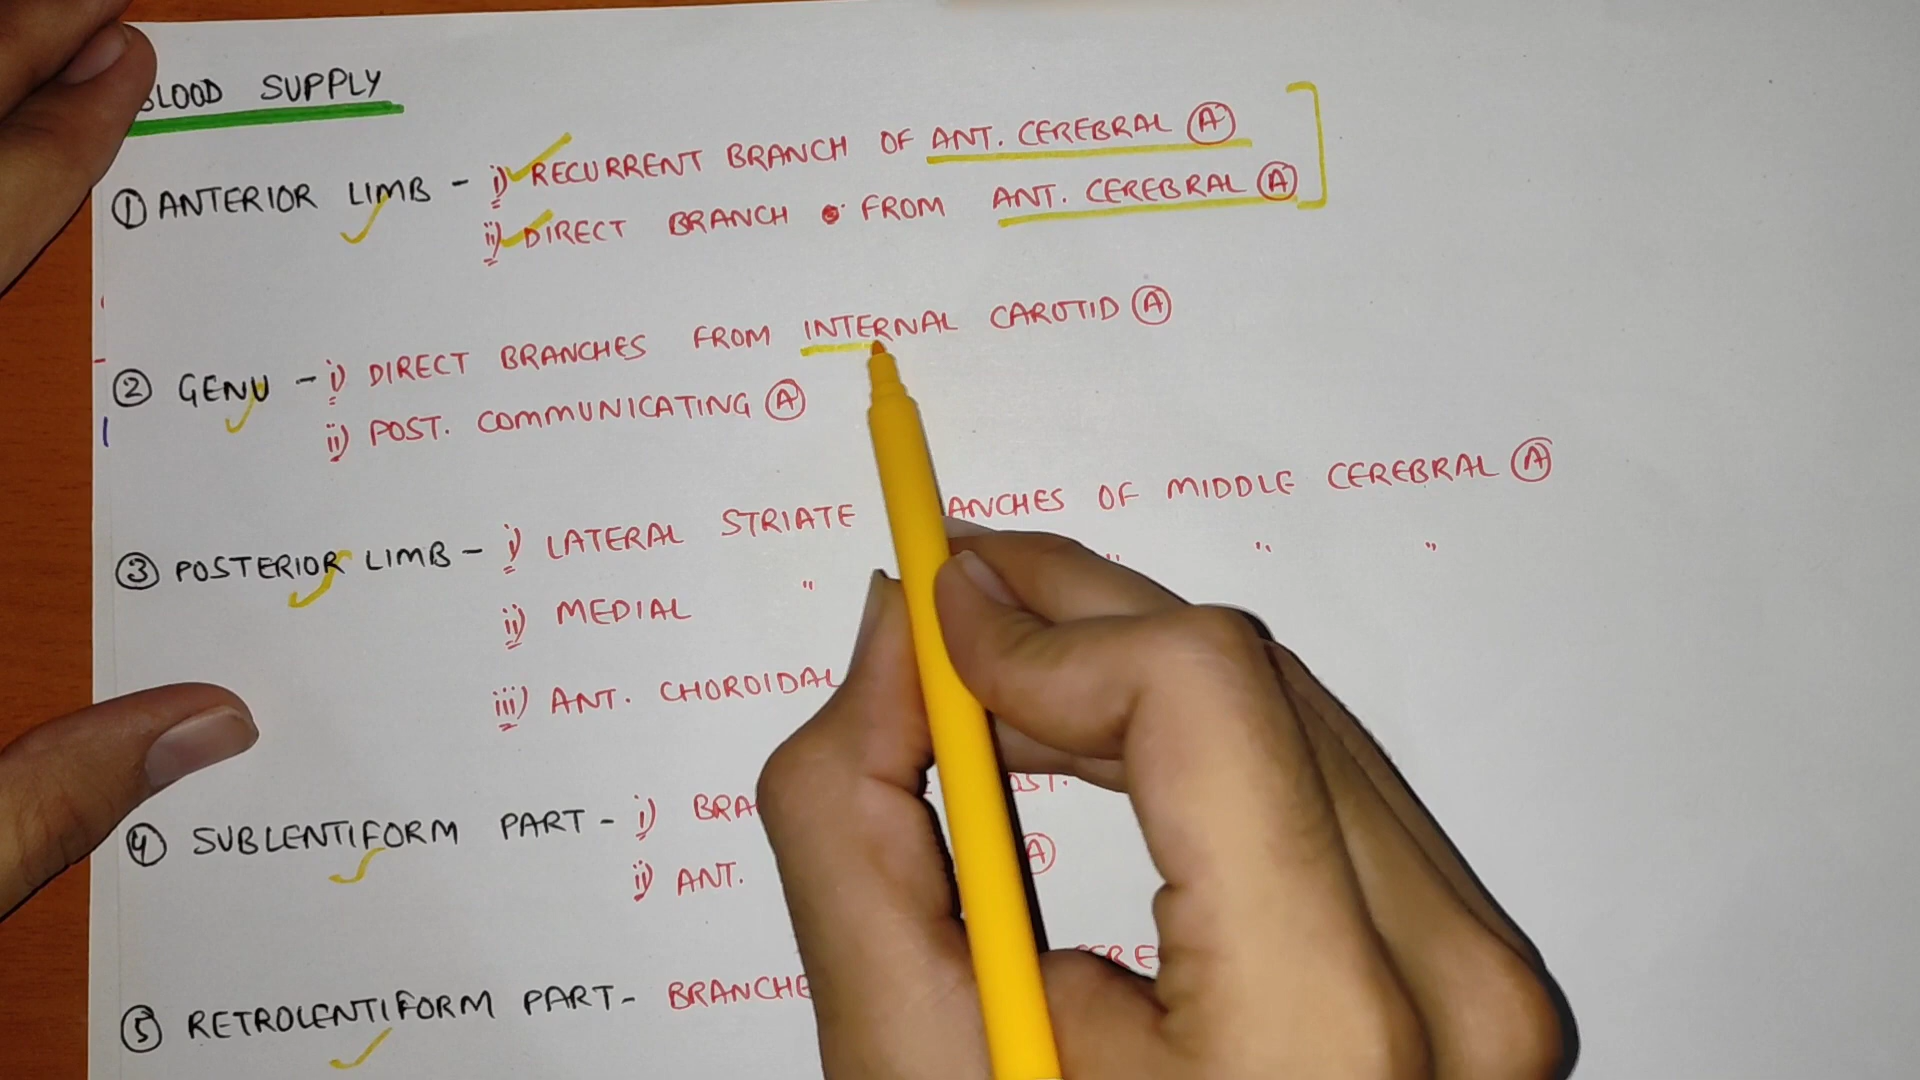 BLOOD SUPPLY
① ANTERIOR LIMB - i) RECURRENT BRANCH OF ANT. CEREBRAL Ⓐ
ii) DIRECT BRANCH FROM ANT. CEREBRAL Ⓐ
② GENU - i) DIRECT BRANCHES FROM INTERNAL CAROTID Ⓐ
ii) POST. COMMUNICATING Ⓐ
③ POSTERIOR LIMB - i) LATERAL STRIATE ANCHES OF MIDDLE CEREBRAL Ⓐ
ii) MEDIAL " " " "
iii) ANT. CHOROIDAL
④ SUBLENTIFORM PART - i) BRA OST.
ii) ANT. Ⓐ
⑤ RETROLENTIFORM PART - BRANCHE CERE